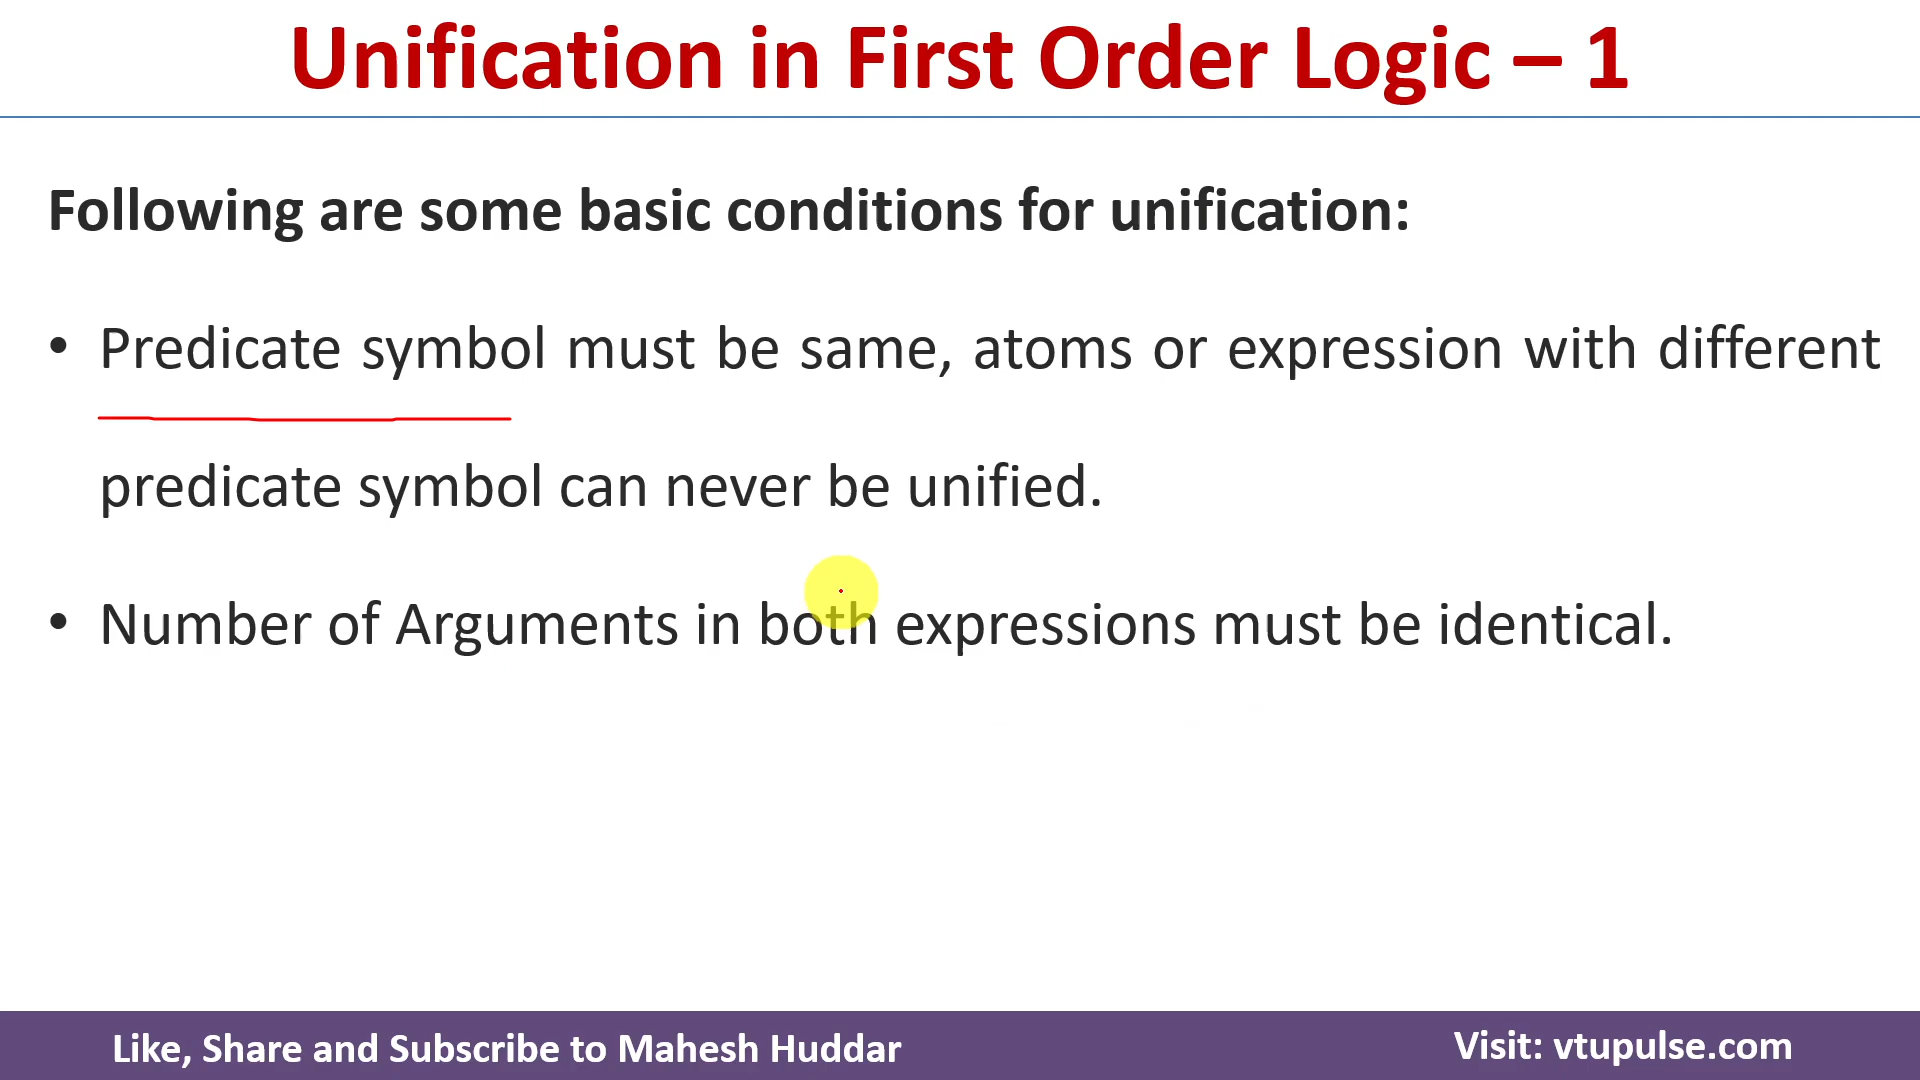 Unification in First Order Logic – 1
Following are some basic conditions for unification:
• Predicate symbol must be same, atoms or expression with different
predicate symbol can never be unified.
• Number of Arguments in both expressions must be identical.
Like, Share and Subscribe to Mahesh Huddar
Visit: vtupulse.com